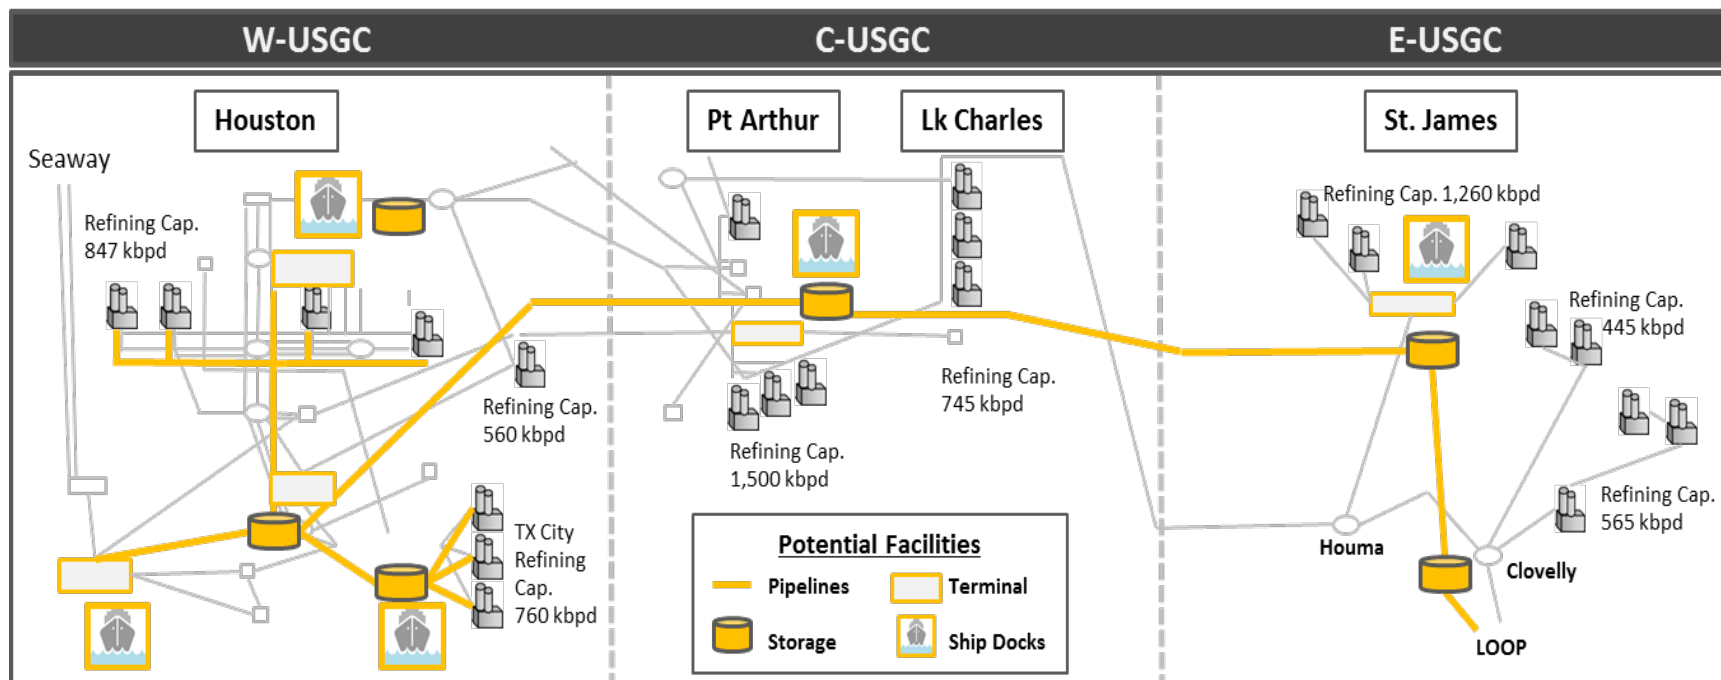 W-USGC
C-USGC
E-USGC
Houston
Pt Arthur
Lk Charles
St. James
Seaway
Refining Cap.
847 kbpd
Refining Cap.
560 kbpd
TX City
Refining
Cap.
760 kbpd
Refining Cap.
1,500 kbpd
Refining Cap.
745 kbpd
Refining Cap. 1,260 kbpd
Refining Cap.
445 kbpd
Refining Cap.
565 kbpd
Houma
Clovelly
LOOP
Potential Facilities
Pipelines
Terminal
Storage
Ship Docks